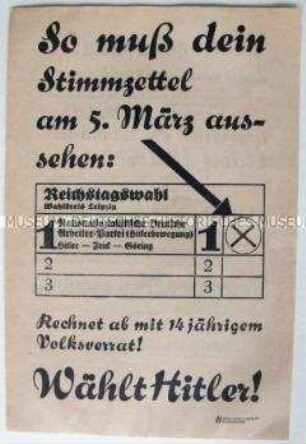 So muß dein
Stimmzettel
am 5. März aus-
sehen:
Reichstagswahl
Wahlkreis Leipzig
1 Nationalsozialistische Deutsche 1
Arbeiter-Partei (Hitlerbewegung)
Hitler — Frick — Göring
2 2
3 3
Rechnet ab mit 14 jährigem
Volksverrat!
Wählt Hitler!